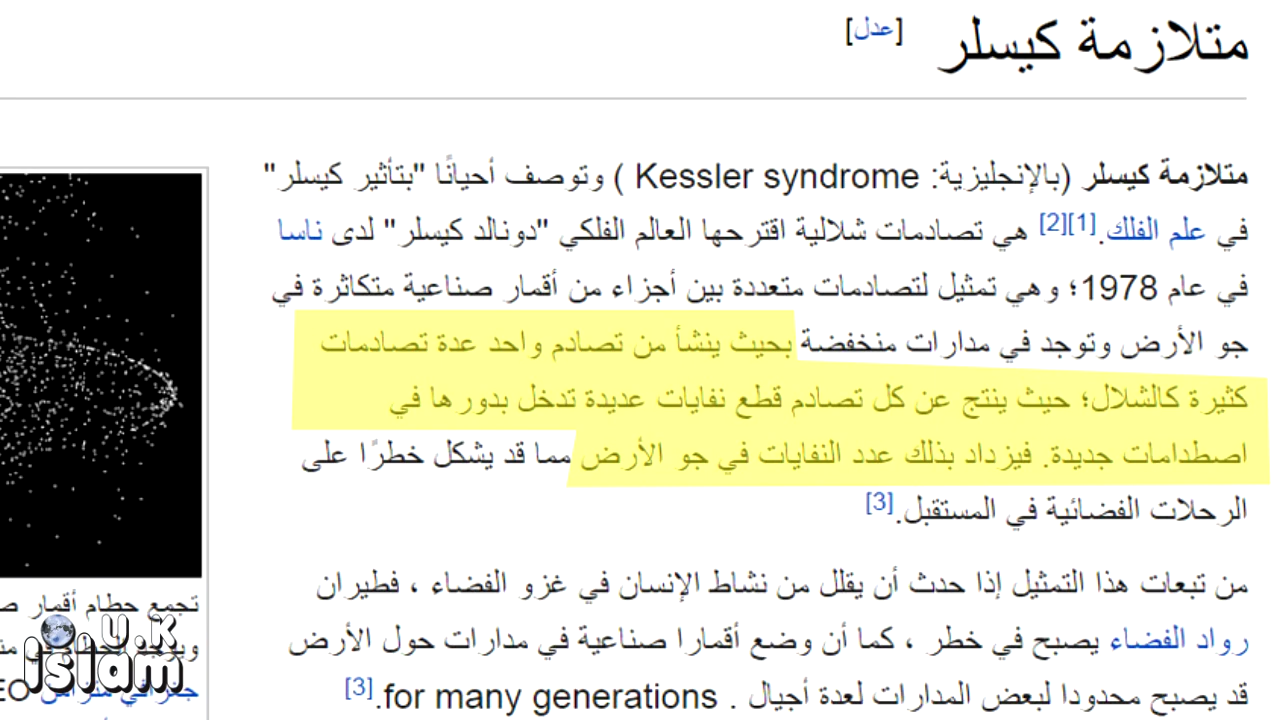 متلازمة كيسلر [عدل]
متلازمة كيسلر (بالإنجليزية: Kessler syndrome ) وتوصف أحيانًا "بتأثير كيسلر"
في علم الفلك.[1][2] هي تصادمات شلالية اقترحها العالم الفلكي "دونالد كيسلر" لدى ناسا
في عام 1978؛ وهي تمثيل لتصادمات متعددة بين أجزاء من أقمار صناعية متكاثرة في
جو الأرض وتوجد في مدارات منخفضة بحيث ينشأ من تصادم واحد عدة تصادمات
كثيرة كالشلال؛ حيث ينتج عن كل تصادم قطع نفايات عديدة تدخل بدورها في
اصطدامات جديدة. فيزداد بذلك عدد النفايات في جو الأرض مما قد يشكل خطرًا على
الرحلات الفضائية في المستقبل.[3]
من تبعات هذا التمثيل إذا حدث أن يقلل من نشاط الإنسان في غزو الفضاء ، فطيران
رواد الفضاء يصبح في خطر ، كما أن وضع أقمارا صناعية في مدارات حول الأرض
قد يصبح محدودا لبعض المدارات لعدة أجيال . for many generations.[3]
تجمع حطام أقمار
U.K
Islam